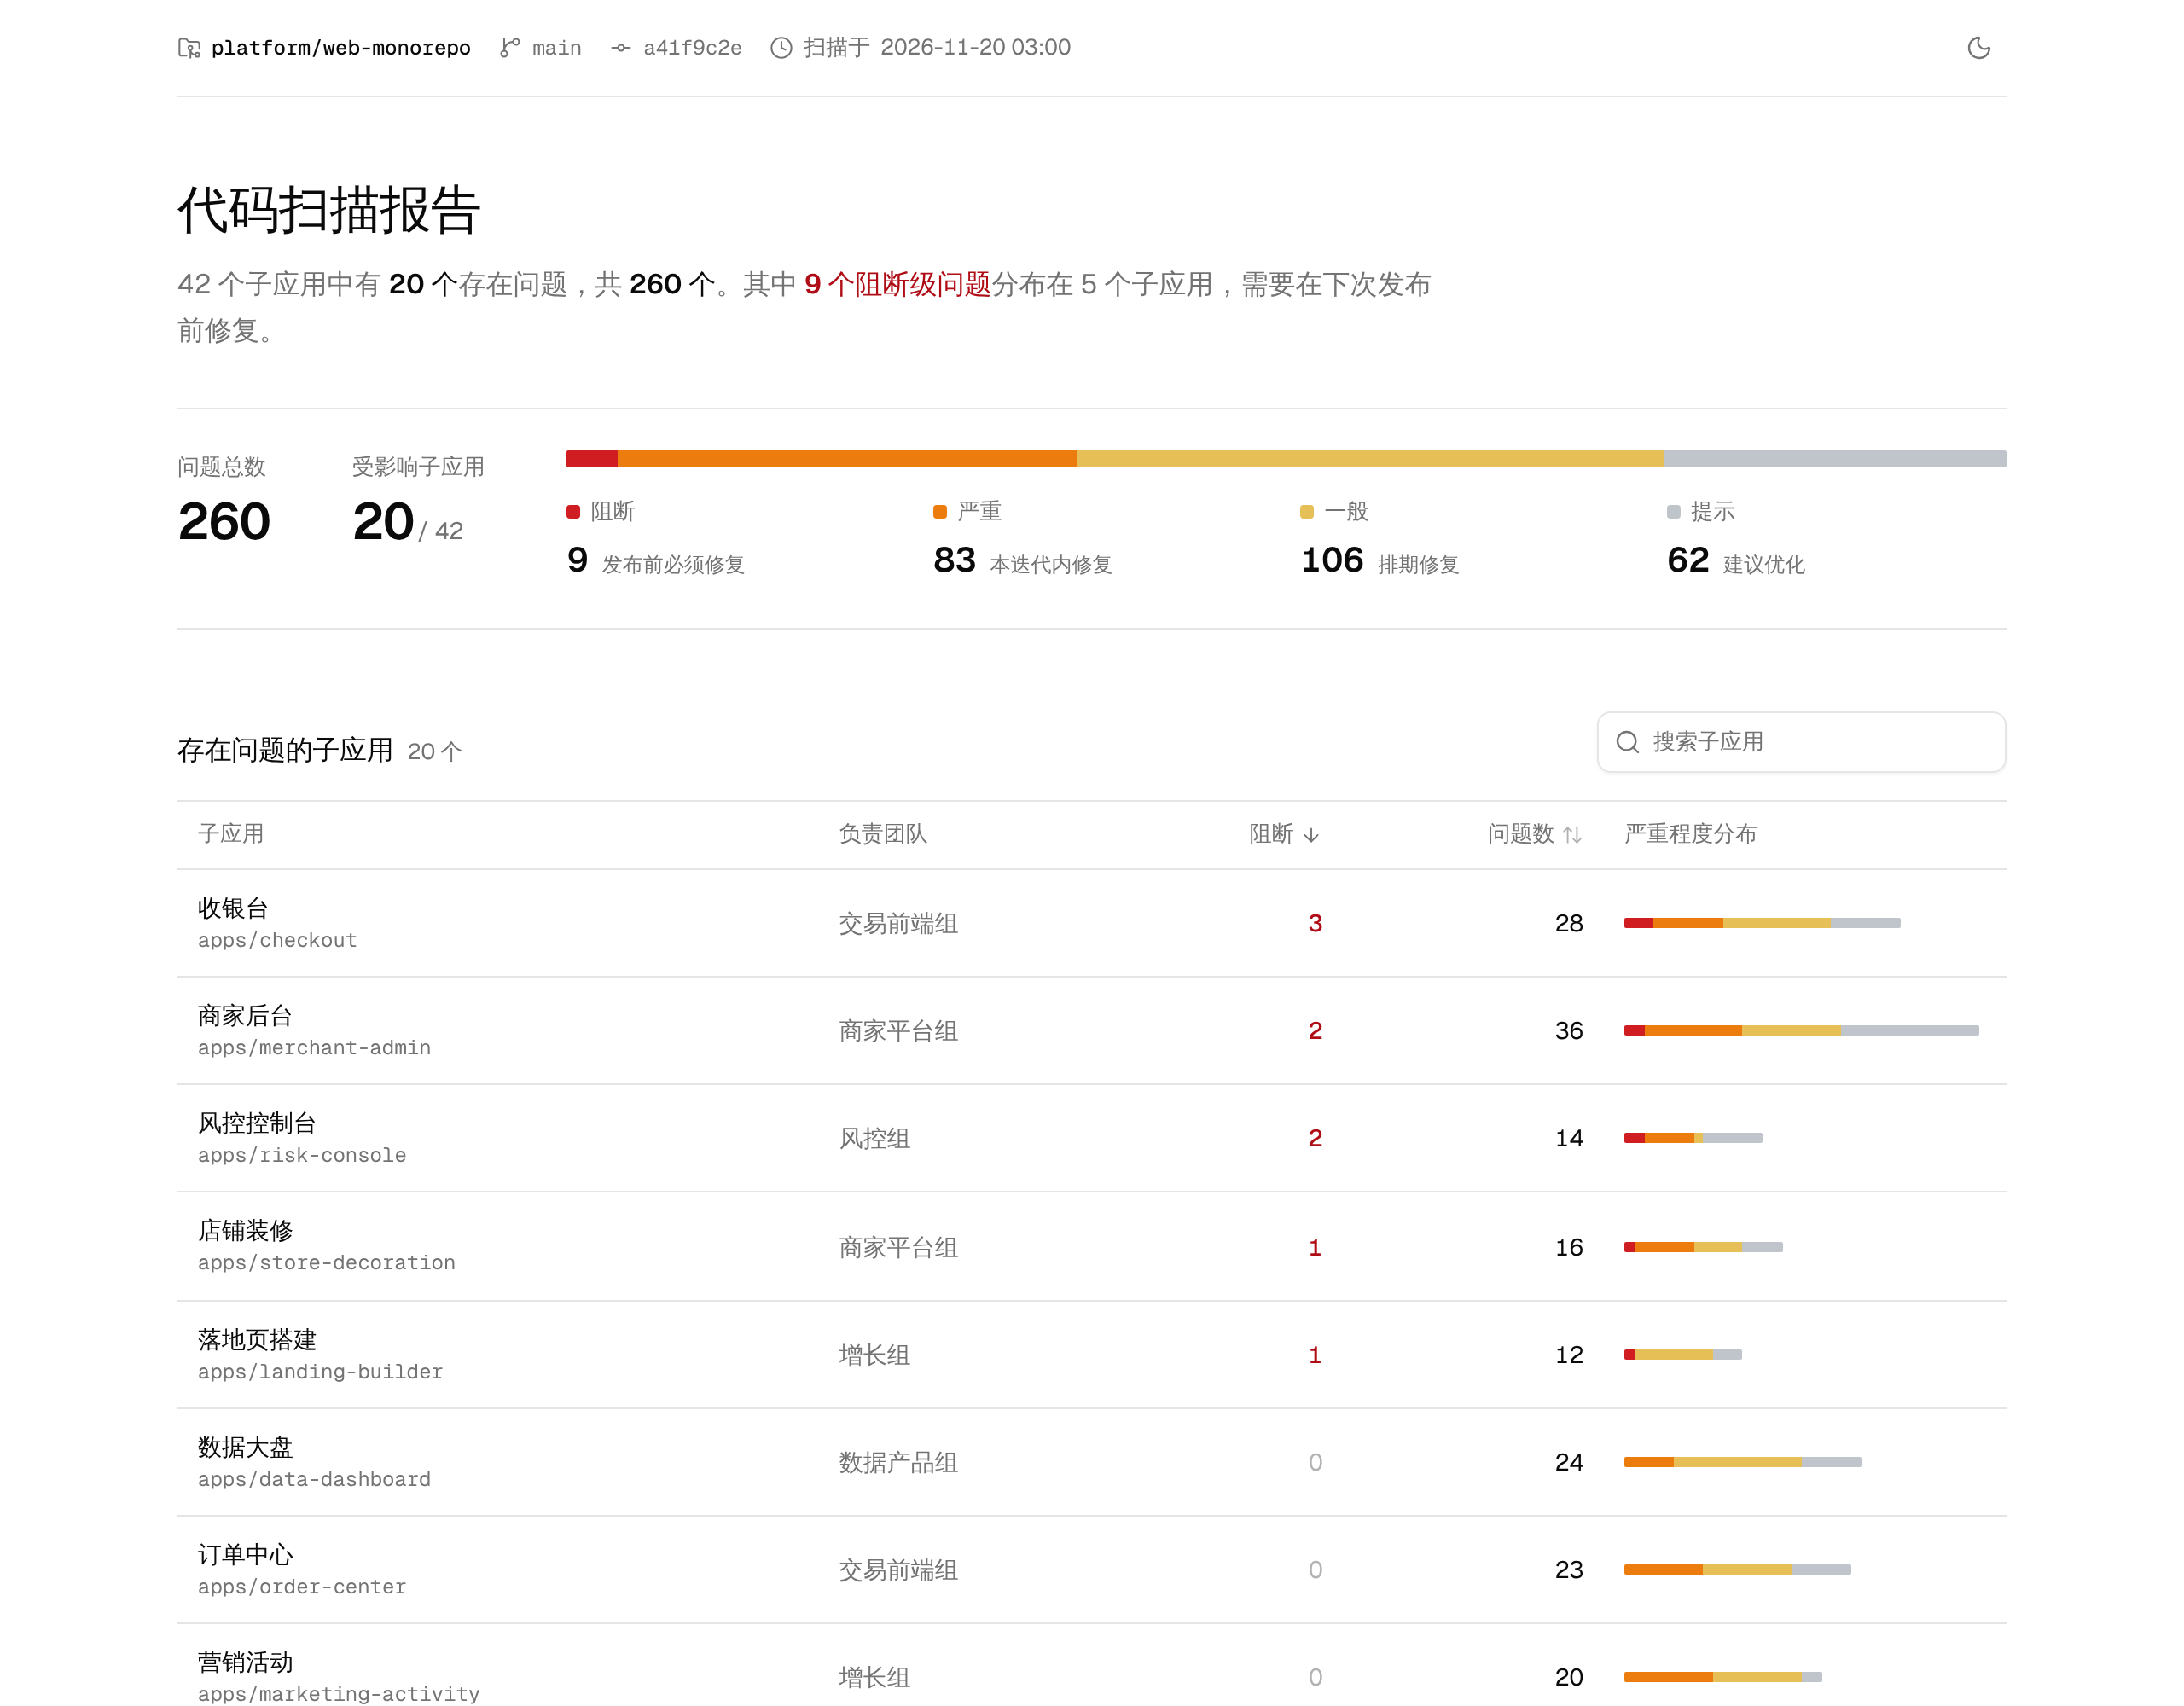 platform/web-monorepo main a41f9c2e 扫描于 2026-11-20 03:00
代码扫描报告
42 个子应用中有 20 个存在问题，共 260 个。其中 9 个阻断级问题分布在 5 个子应用，需要在下次发布
前修复。
问题总数 受影响子应用
260 20 / 42
阻断 严重 一般 提示
9 发布前必须修复 83 本迭代内修复 106 排期修复 62 建议优化
存在问题的子应用 20 个 搜索子应用
子应用 负责团队 阻断 问题数 严重程度分布
收银台
apps/checkout
交易前端组 3 28
商家后台
apps/merchant-admin
商家平台组 2 36
风控控制台
apps/risk-console
风控组 2 14
店铺装修
apps/store-decoration
商家平台组 1 16
落地页搭建
apps/landing-builder
增长组 1 12
数据大盘
apps/data-dashboard
数据产品组 0 24
订单中心
apps/order-center
交易前端组 0 23
营销活动
apps/marketing-activity
增长组 0 20